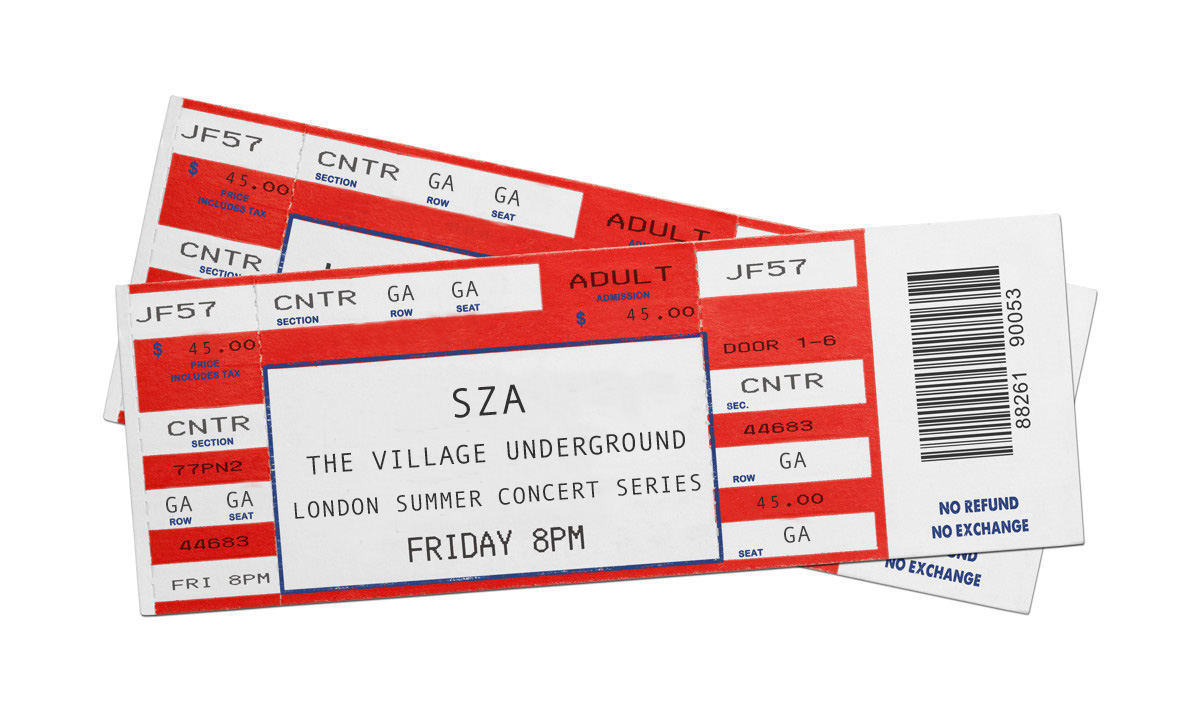 JF57
$ 45.00
PRICE
INCLUDES TAX
CNTR
SECTION
CNTR GA GA
SECTION ROW SEAT
ADULT
NO EXCHANGE
JF57
$ 45.00
PRICE
INCLUDES TAX
CNTR
SECTION
77PN2
GA GA
ROW SEAT
44683
FRI 8PM
CNTR GA GA
SECTION ROW SEAT
ADULT
ADMISSION
$ 45.00
SZA
THE VILLAGE UNDERGROUND
LONDON SUMMER CONCERT SERIES
FRIDAY 8PM
JF57
DOOR 1-6
CNTR
SEC.
44683
GA
ROW
45.00
GA
SEAT
88261 90053
NO REFUND
NO EXCHANGE